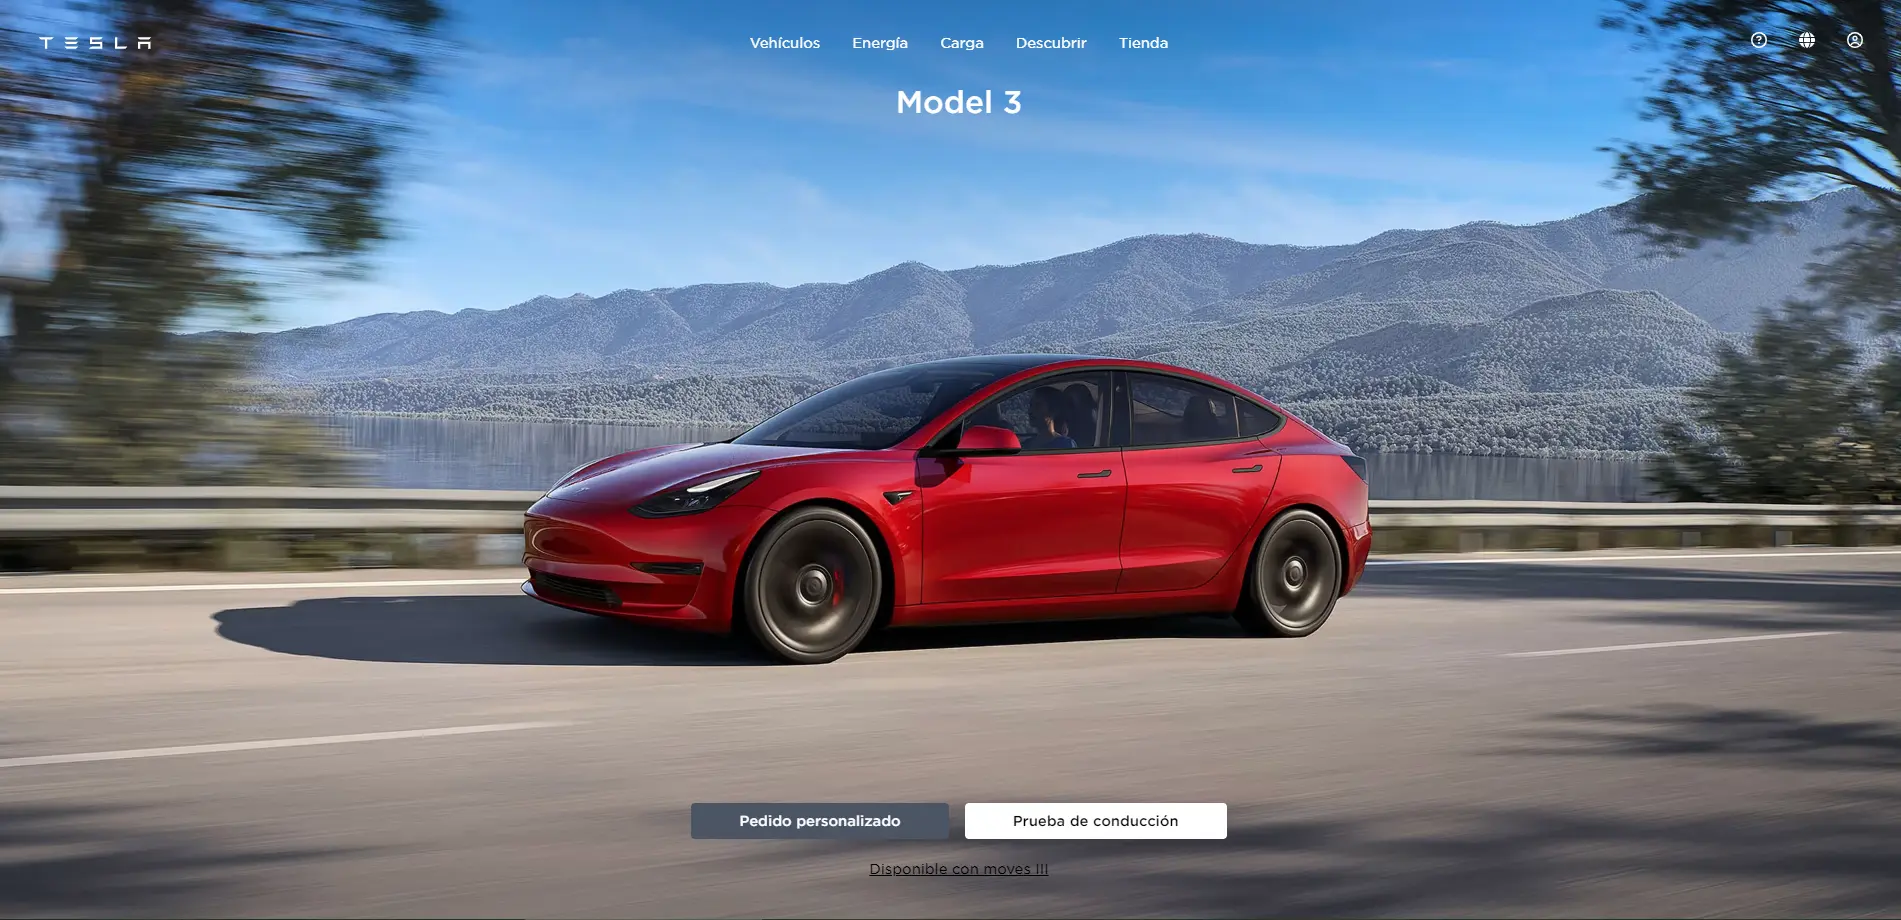 TESLA
Vehículos Energía Carga Descubrir Tienda
Model 3
Pedido personalizado Prueba de conducción
Disponible con moves III